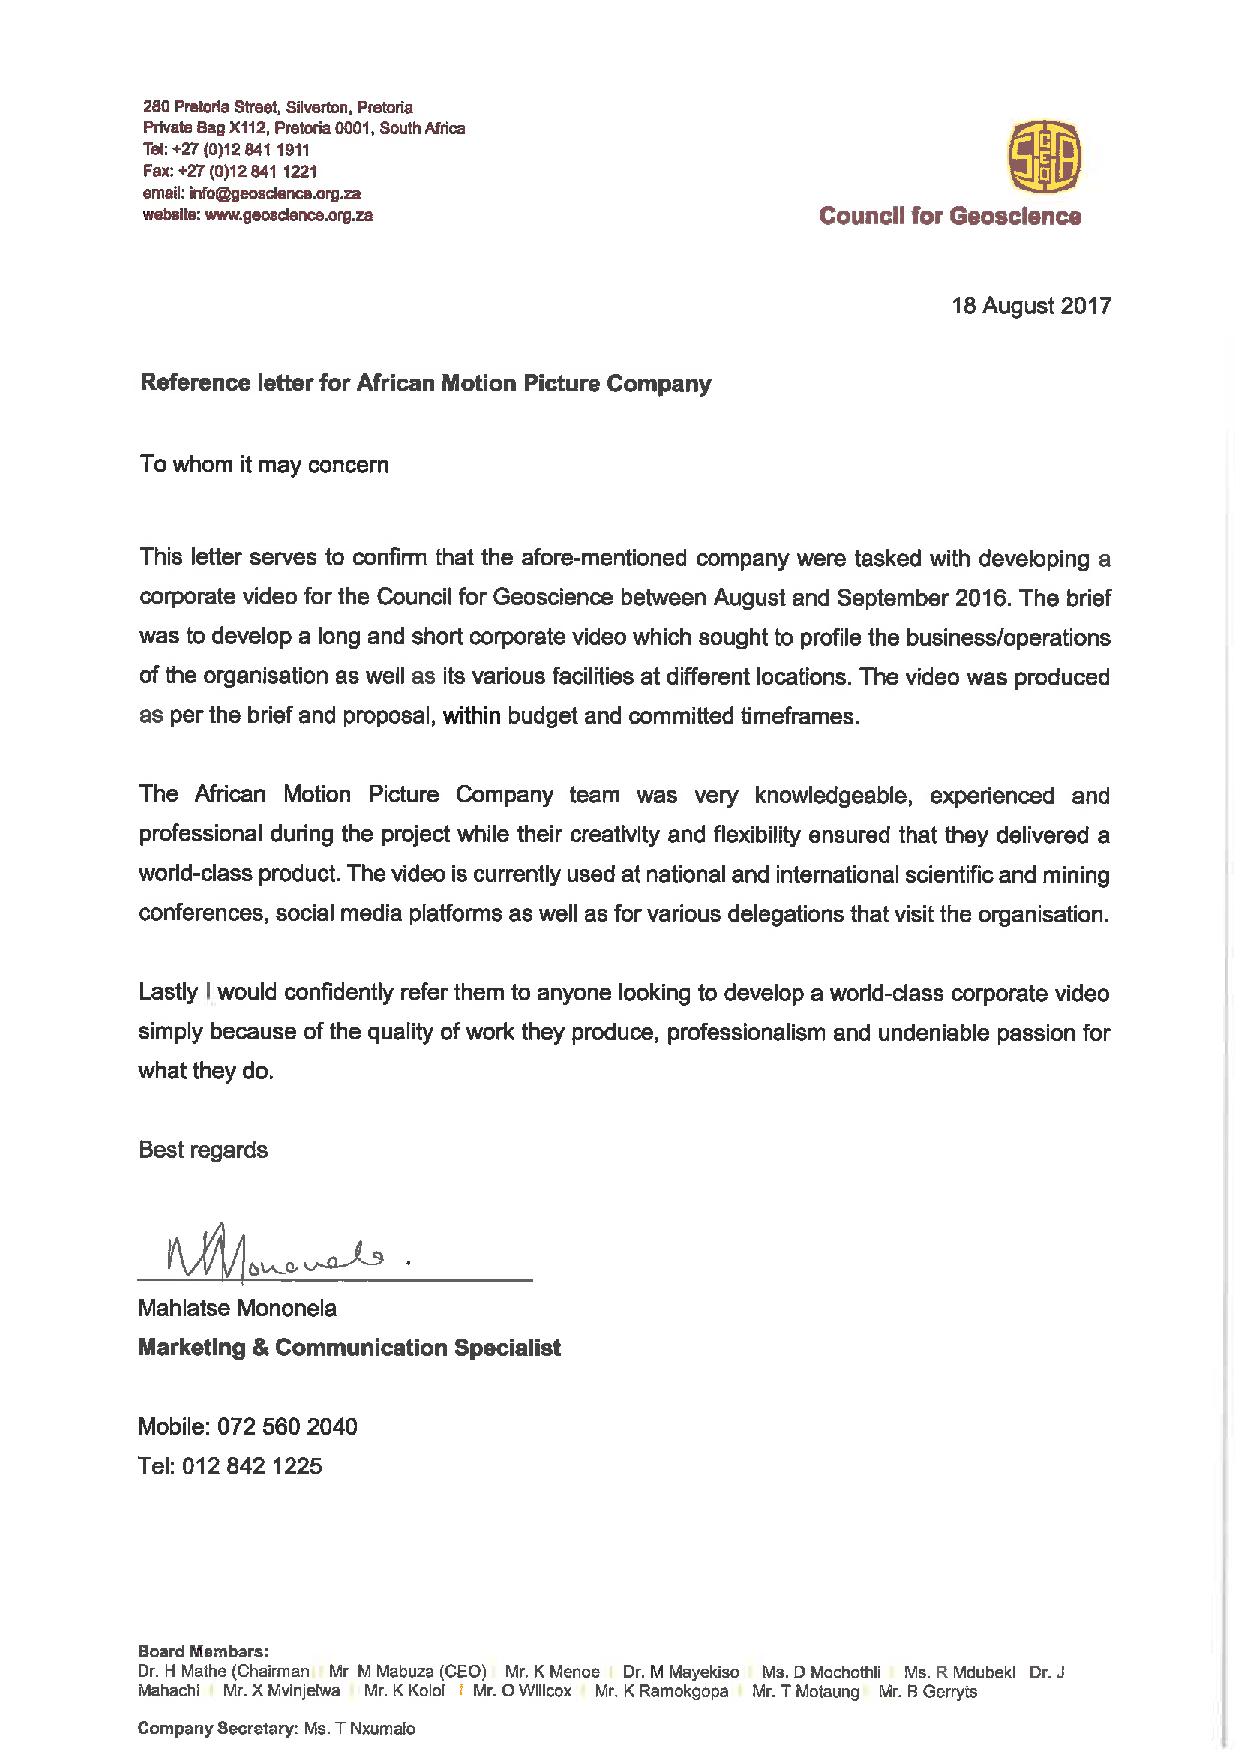 280 Pretoria Street, Silverton, Pretoria
Private Bag X112, Pretoria 0001, South Africa
Tel: +27 (0)12 841 1911
Fax: +27 (0)12 841 1221
email: info@geoscience.org.za
website: www.geoscience.org.za
Council for Geoscience
18 August 2017
Reference letter for African Motion Picture Company
To whom it may concern
This letter serves to confirm that the afore-mentioned company were tasked with developing a
corporate video for the Council for Geoscience between August and September 2016. The brief
was to develop a long and short corporate video which sought to profile the business/operations
of the organisation as well as its various facilities at different locations. The video was produced
as per the brief and proposal, within budget and committed timeframes.
The African Motion Picture Company team was very knowledgeable, experienced and
professional during the project while their creativity and flexibility ensured that they delivered a
world-class product. The video is currently used at national and international scientific and mining
conferences, social media platforms as well as for various delegations that visit the organisation.
Lastly I would confidently refer them to anyone looking to develop a world-class corporate video
simply because of the quality of work they produce, professionalism and undeniable passion for
what they do.
Best regards
Mahlatse Mononela
Marketing & Communication Specialist
Mobile: 072 560 2040
Tel: 012 842 1225
Board Members:
Dr. H Mathe (Chairman Mr M Mabuza (CEO) Mr. K Menoe Dr. M Mayekiso Ms. D Mochothli Ms. R Mdubeki Dr. J
Mahachi Mr. X Mvinjelwa Mr. K Kolol Mr. O Willcox Mr. K Ramokgopa Mr. T Motaung Mr. B Gerryts
Company Secretary: Ms. T Nxumalo